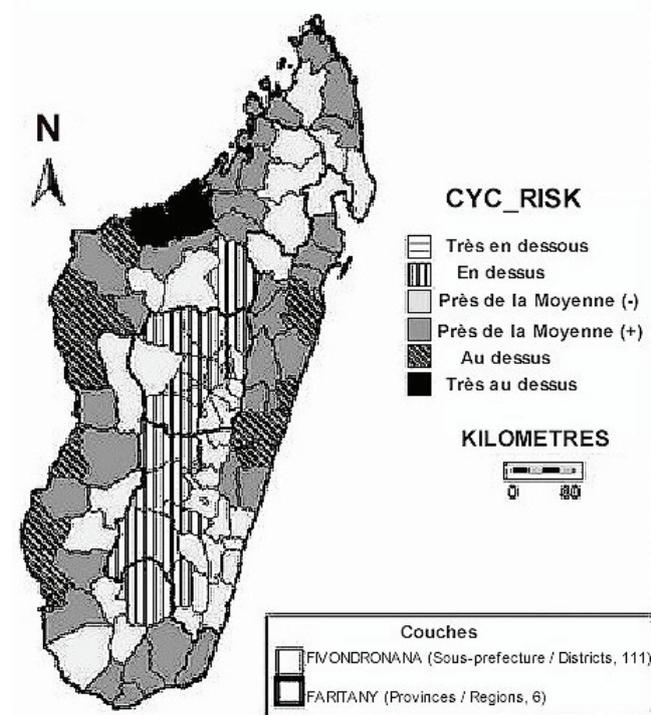 N
CYC_RISK
Très en dessous
En dessus
Près de la Moyenne (-)
Près de la Moyenne (+)
Au dessus
Très au dessus
KILOMETRES
0 80
Couches
FIVONDRONANA (Sous-prefecture / Districts, 111)
FARITANY (Provinces / Regions, 6)